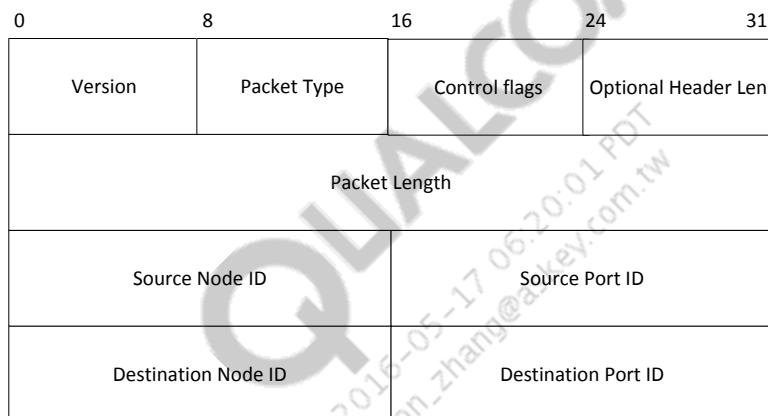 0 8 16 24 31
Version Packet Type Control flags Optional Header Len
Packet Length
Source Node ID Source Port ID
Destination Node ID Destination Port ID
QUALCO
2016-05-17 06:20:01 PDT
on_zhang@askey.com.tw